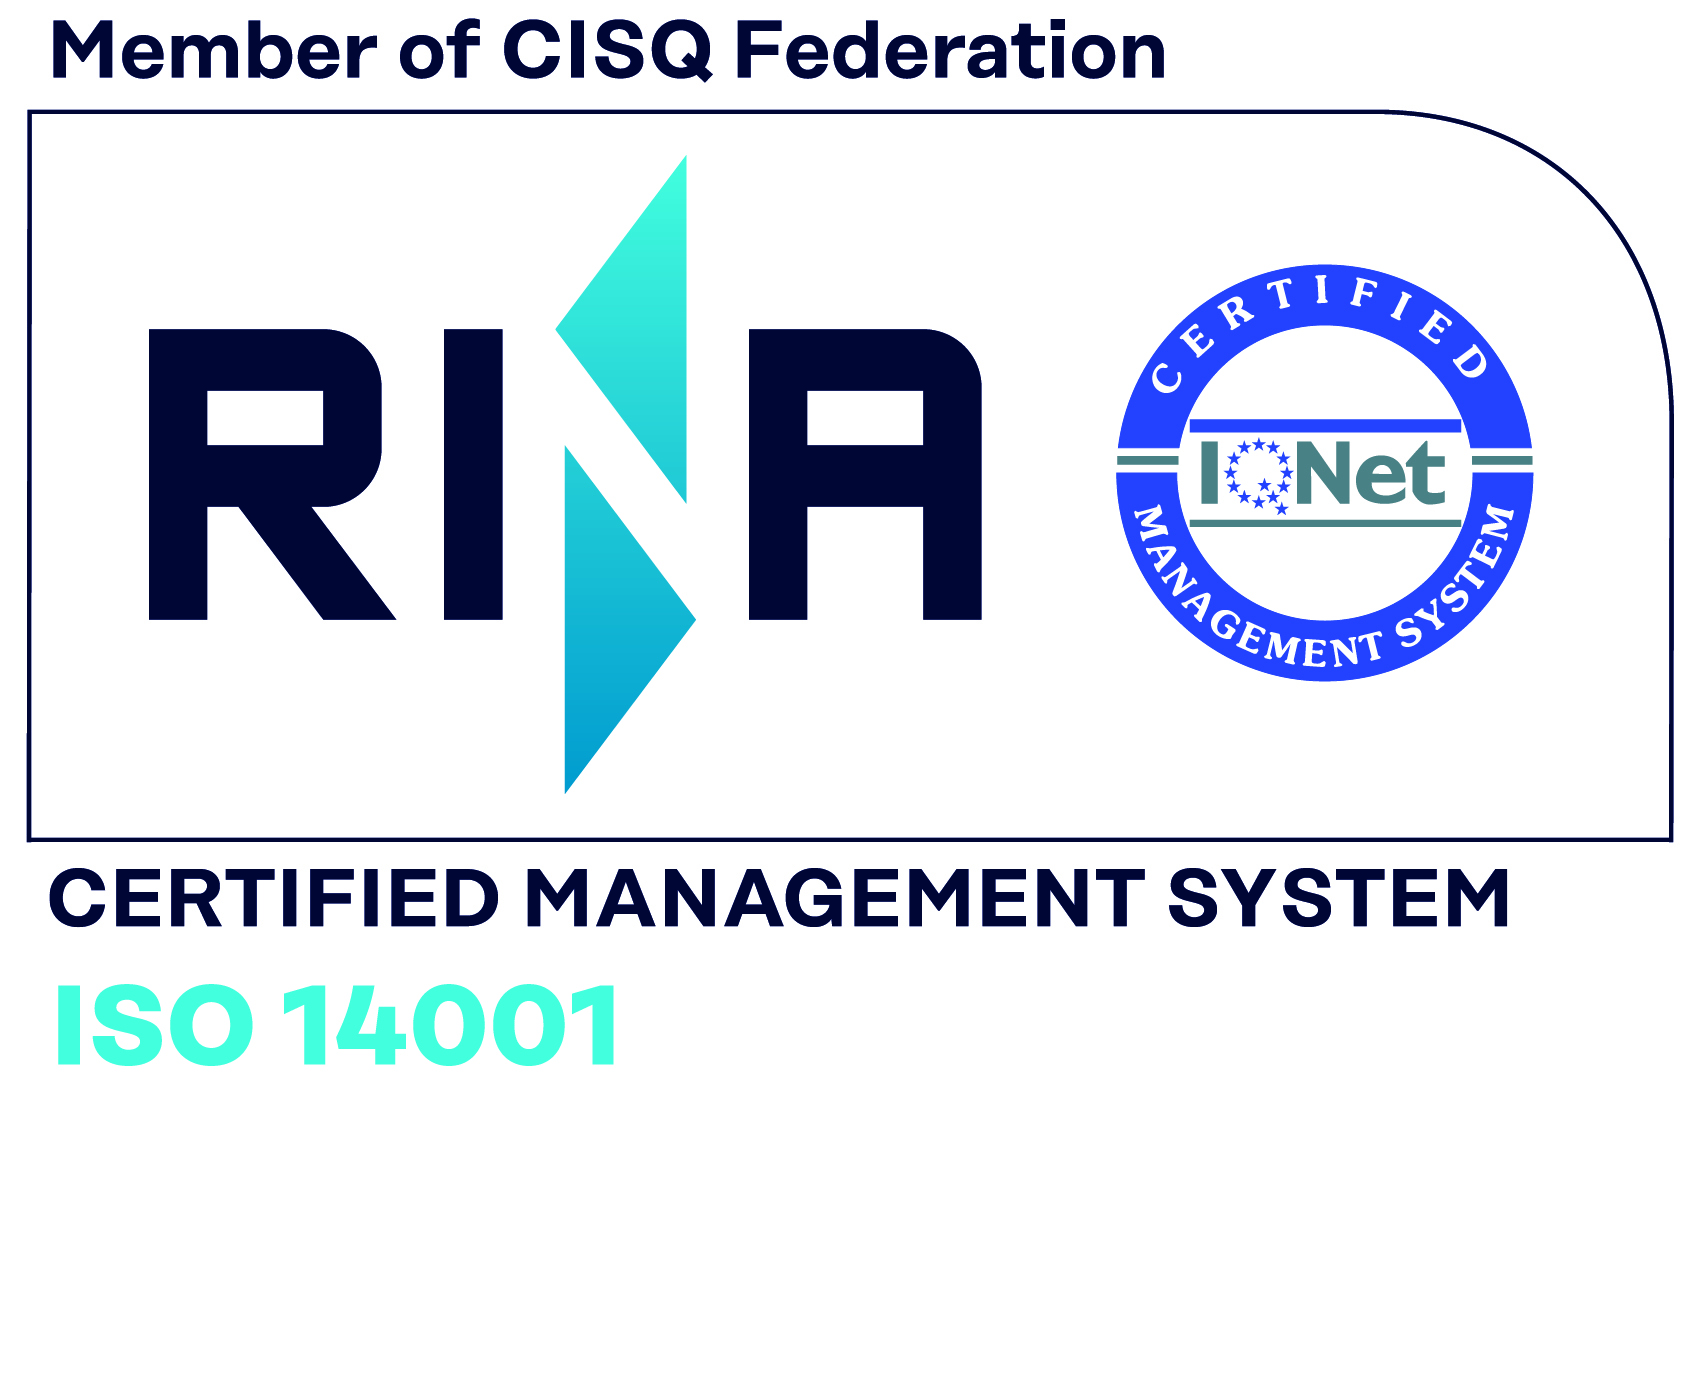 Member of CISQ Federation
RINA
CERTIFIED
IQNet
MANAGEMENT SYSTEM
CERTIFIED MANAGEMENT SYSTEM
ISO 14001